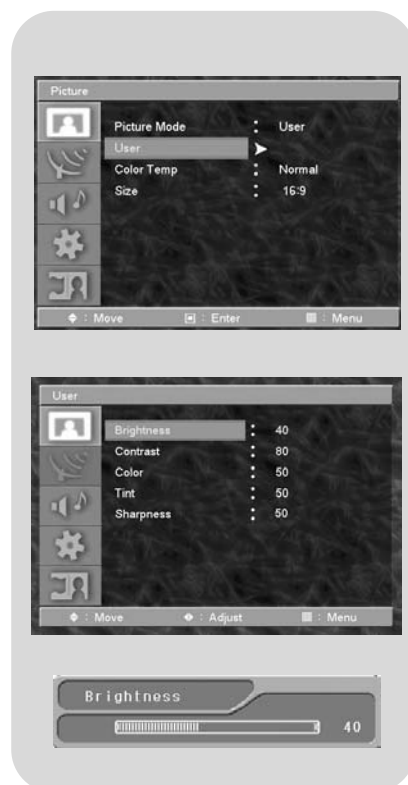 Picture
Picture Mode : User
User
Color Temp : Normal
Size : 16:9
: Move : Enter : Menu
User
Brightness : 40
Contrast : 80
Color : 50
Tint : 50
Sharpness : 50
: Move : Adjust : Menu
Brightness
40